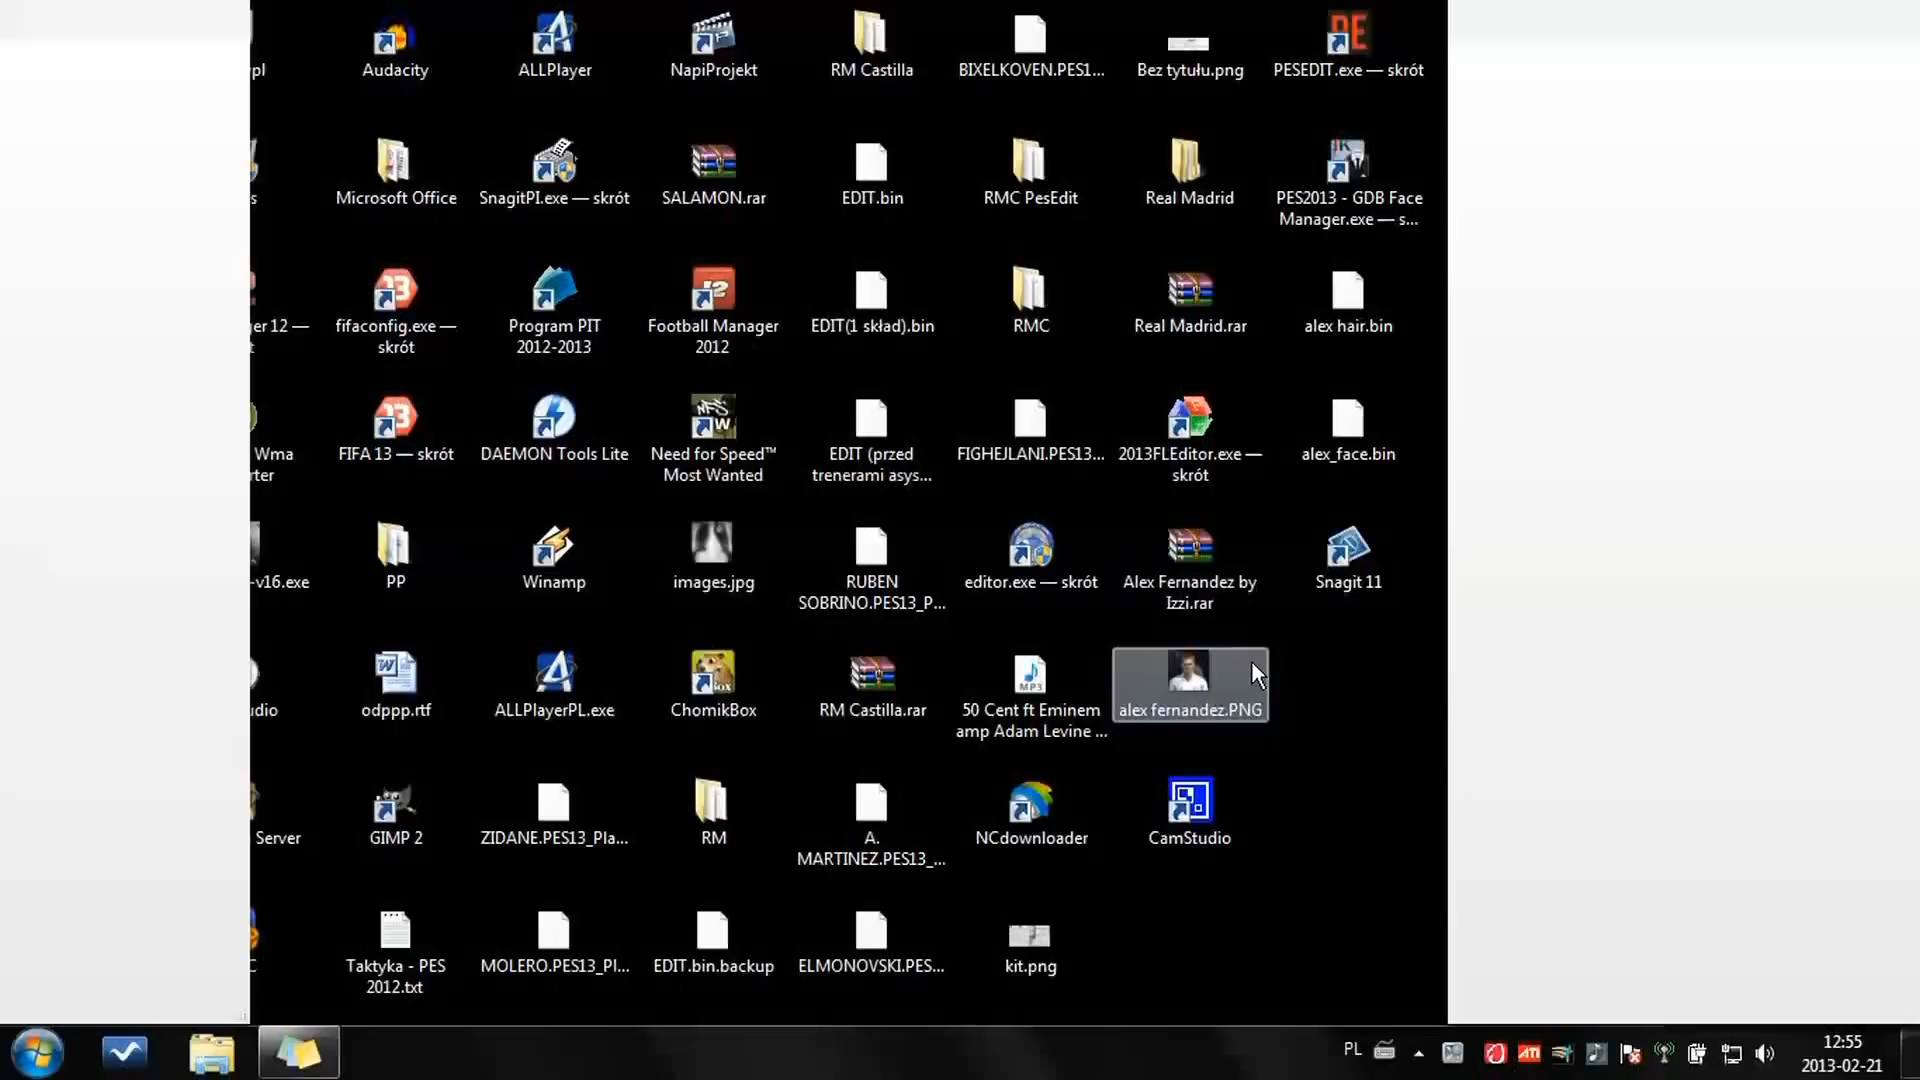 ypl
Audacity
ALLPlayer
NapiProjekt
RM Castilla
BIXELKOVEN.PES1...
Bez tytułu.png
PESEDIT.exe — skrót
s
Microsoft Office
SnagitPI.exe — skrót
SALAMON.rar
EDIT.bin
RMC PesEdit
Real Madrid
PES2013 - GDB Face
Manager.exe — s...
er 12 —
t
fifaconfig.exe —
skrót
Program PIT
2012-2013
Football Manager
2012
EDIT(1 skład).bin
RMC
Real Madrid.rar
alex hair.bin
Wma
rter
FIFA 13 — skrót
DAEMON Tools Lite
Need for Speed™
Most Wanted
EDIT (przed
trenerami asys...
FIGHEJLANI.PES13...
2013FLEditor.exe —
skrót
alex_face.bin
-v16.exe
PP
Winamp
images.jpg
RUBEN
SOBRINO.PES13_P...
editor.exe — skrót
Alex Fernandez by
Izzi.rar
Snagit 11
udio
odppp.rtf
ALLPlayerPL.exe
ChomikBox
RM Castilla.rar
50 Cent ft Eminem
amp Adam Levine ...
alex fernandez.PNG
Server
GIMP 2
ZIDANE.PES13_Pla...
RM
A.
MARTINEZ.PES13_...
NCdownloader
CamStudio
C
Taktyka - PES
2012.txt
MOLERO.PES13_Pl...
EDIT.bin.backup
ELMONOVSKI.PES...
kit.png
PL
12:55
2013-02-21